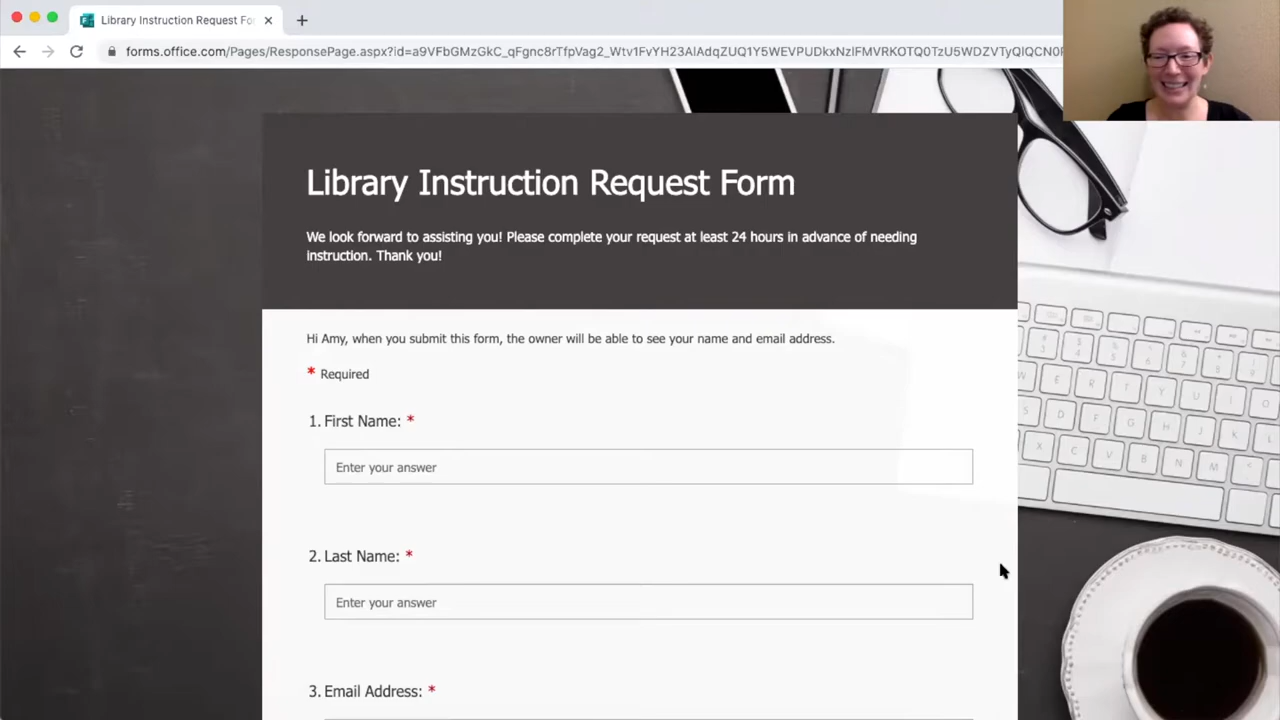 Library Instruction Request Fo
forms.office.com/Pages/ResponsePage.aspx?id=a9VFbGMzGkC_qFgnc8rTfpVag2_Wtv1FvYH23AlAdqZUQ1Y5WEVPUDkxNzlFMVRKOTQ0TzU5WDZVTyQlQCN0P
Library Instruction Request Form
We look forward to assisting you! Please complete your request at least 24 hours in advance of needing
instruction. Thank you!
Hi Amy, when you submit this form, the owner will be able to see your name and email address.
* Required
1. First Name: *
Enter your answer
2. Last Name: *
Enter your answer
3. Email Address: *